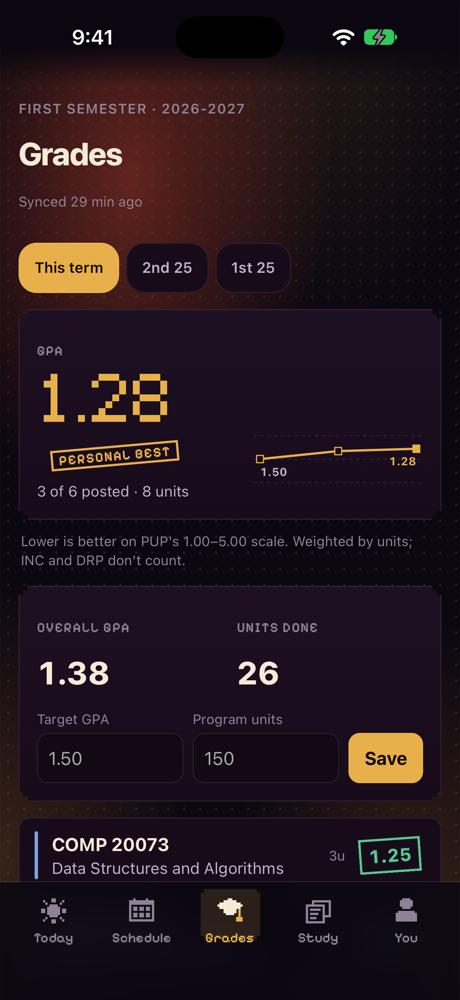 9:41
FIRST SEMESTER · 2026-2027
Grades
Synced 29 min ago
This term
2nd 25
1st 25
GPA
1.28
PERSONAL BEST
1.50
1.28
3 of 6 posted · 8 units
Lower is better on PUP's 1.00–5.00 scale. Weighted by units;
INC and DRP don't count.
OVERALL GPA
UNITS DONE
1.38
26
Target GPA
Program units
1.50
150
Save
COMP 20073
Data Structures and Algorithms
3u
1.25
Today
Schedule
Grades
Study
You